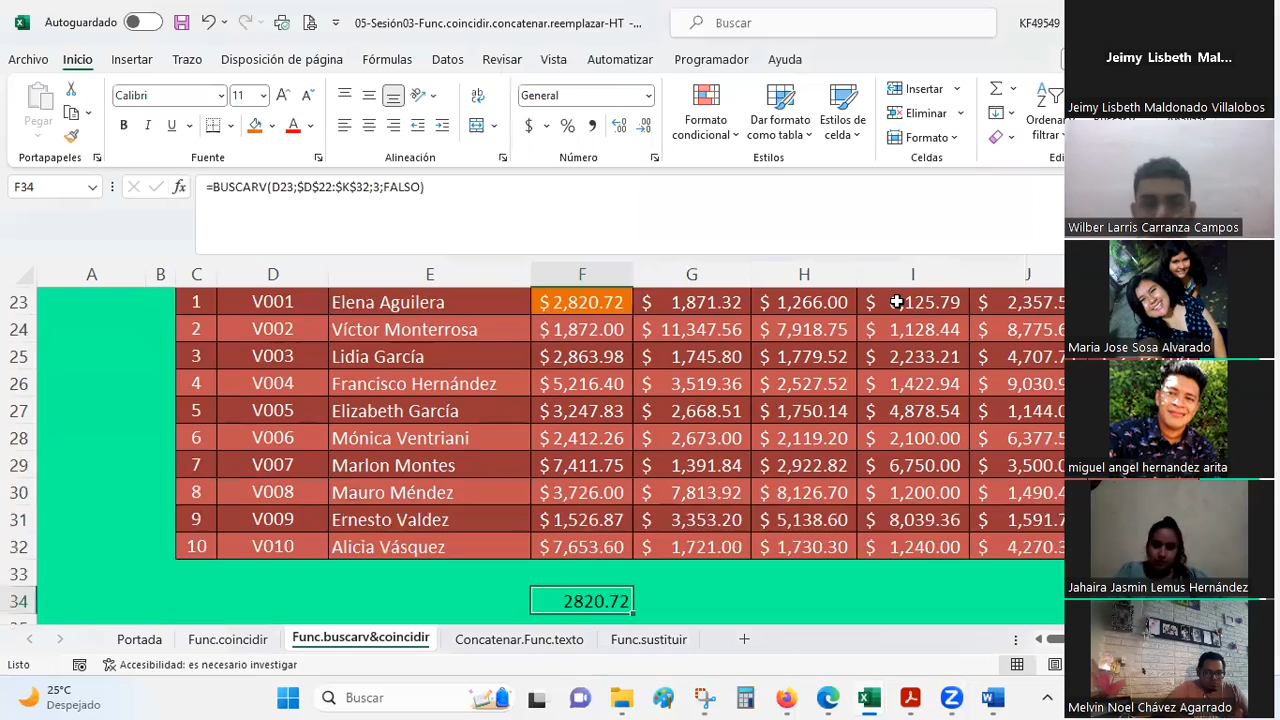 Autoguardado
05-Sesión03-Func.coincidir.concatenar.reemplazar-HT -...
Buscar
KF49549
Archivo Inicio Insertar Trazo Disposición de página Fórmulas Datos Revisar Vista Automatizar Programador Ayuda
Pegar
Portapapeles
Calibri 11
N K S
Fuente
Alineación
General
$ % 000
Número
Formato condicional
Dar formato como tabla
Estilos de celda
Estilos
Insertar
Eliminar
Formato
Celdas
Ordena
filtrar
Edi
F34 =BUSCARV(D23;$D$22:$K$32;3;FALSO)
A B C D E F G H I J
23 1 V001 Elena Aguilera $ 2,820.72 $ 1,871.32 $ 1,266.00 $ ,125.79 $ 2,357.5
24 2 V002 Víctor Monterrosa $ 1,872.00 $ 11,347.56 $ 7,918.75 $ 1,128.44 $ 8,775.6
25 3 V003 Lidia García $ 2,863.98 $ 1,745.80 $ 1,779.52 $ 2,233.21 $ 4,707.7
26 4 V004 Francisco Hernández $ 5,216.40 $ 3,519.36 $ 2,527.52 $ 1,422.94 $ 9,030.9
27 5 V005 Elizabeth García $ 3,247.83 $ 2,668.51 $ 1,750.14 $ 4,878.54 $ 1,144.0
28 6 V006 Mónica Ventriani $ 2,412.26 $ 2,673.00 $ 2,119.20 $ 2,100.00 $ 6,377.5
29 7 V007 Marlon Montes $ 7,411.75 $ 1,391.84 $ 2,922.82 $ 6,750.00 $ 3,500.0
30 8 V008 Mauro Méndez $ 3,726.00 $ 7,813.92 $ 8,126.70 $ 1,200.00 $ 1,490.4
31 9 V009 Ernesto Valdez $ 1,526.87 $ 3,353.20 $ 5,138.60 $ 8,039.36 $ 1,591.7
32 10 V010 Alicia Vásquez $ 7,653.60 $ 1,721.00 $ 1,730.30 $ 1,240.00 $ 4,270.3
33
34 2820.72
Portada Func.coincidir Func.buscarv&coincidir Concatenar.Func.texto Func.sustituir
Listo Accesibilidad: es necesario investigar
25°C
Despejado
Buscar
Jeimy Lisbeth Mal...
Jeimy Lisbeth Maldonado Villalobos
Wilber Larris Carranza Campos
Maria Jose Sosa Alvarado
miguel angel hernandez arita
Jahaira Jasmin Lemus Hernández
Melvin Noel Chávez Agarrado